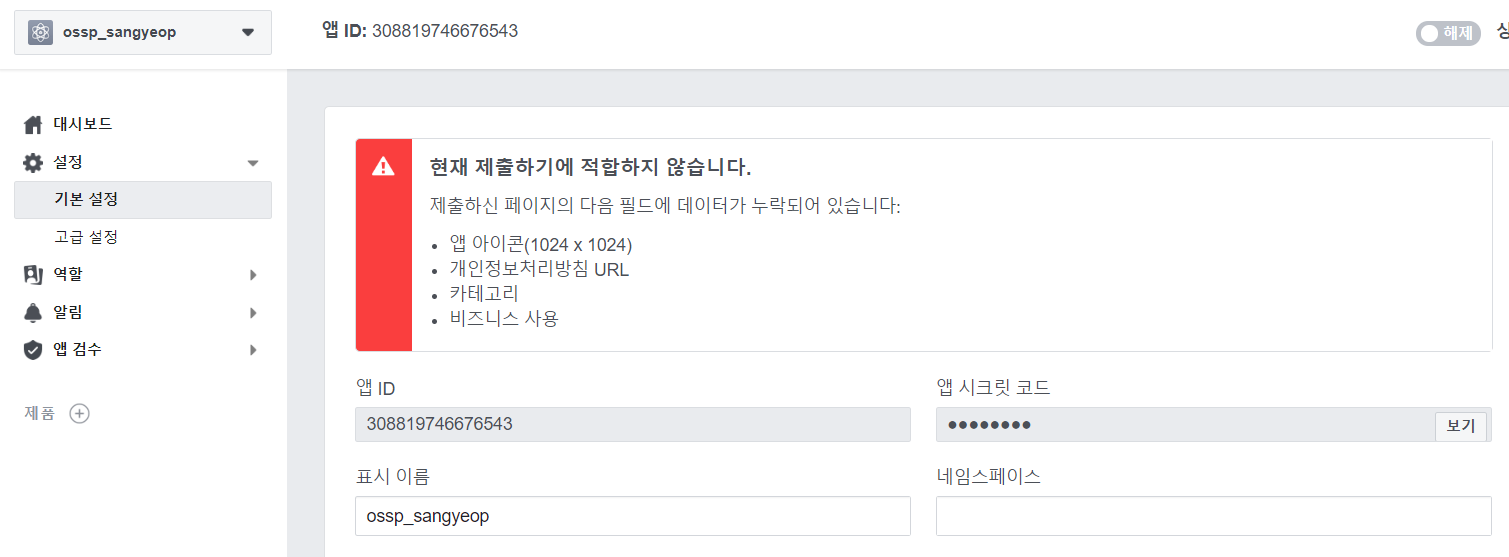 ossp_sangyeop
앱 ID: 308819746676543
해제
대시보드
설정
기본 설정
고급 설정
역할
알림
앱 검수
제품
현재 제출하기에 적합하지 않습니다.
제출하신 페이지의 다음 필드에 데이터가 누락되어 있습니다:
앱 아이콘(1024 x 1024)
개인정보처리방침 URL
카테고리
비즈니스 사용
앱 ID
앱 시크릿 코드
308819746676543
●●●●●●●●
보기
표시 이름
네임스페이스
ossp_sangyeop